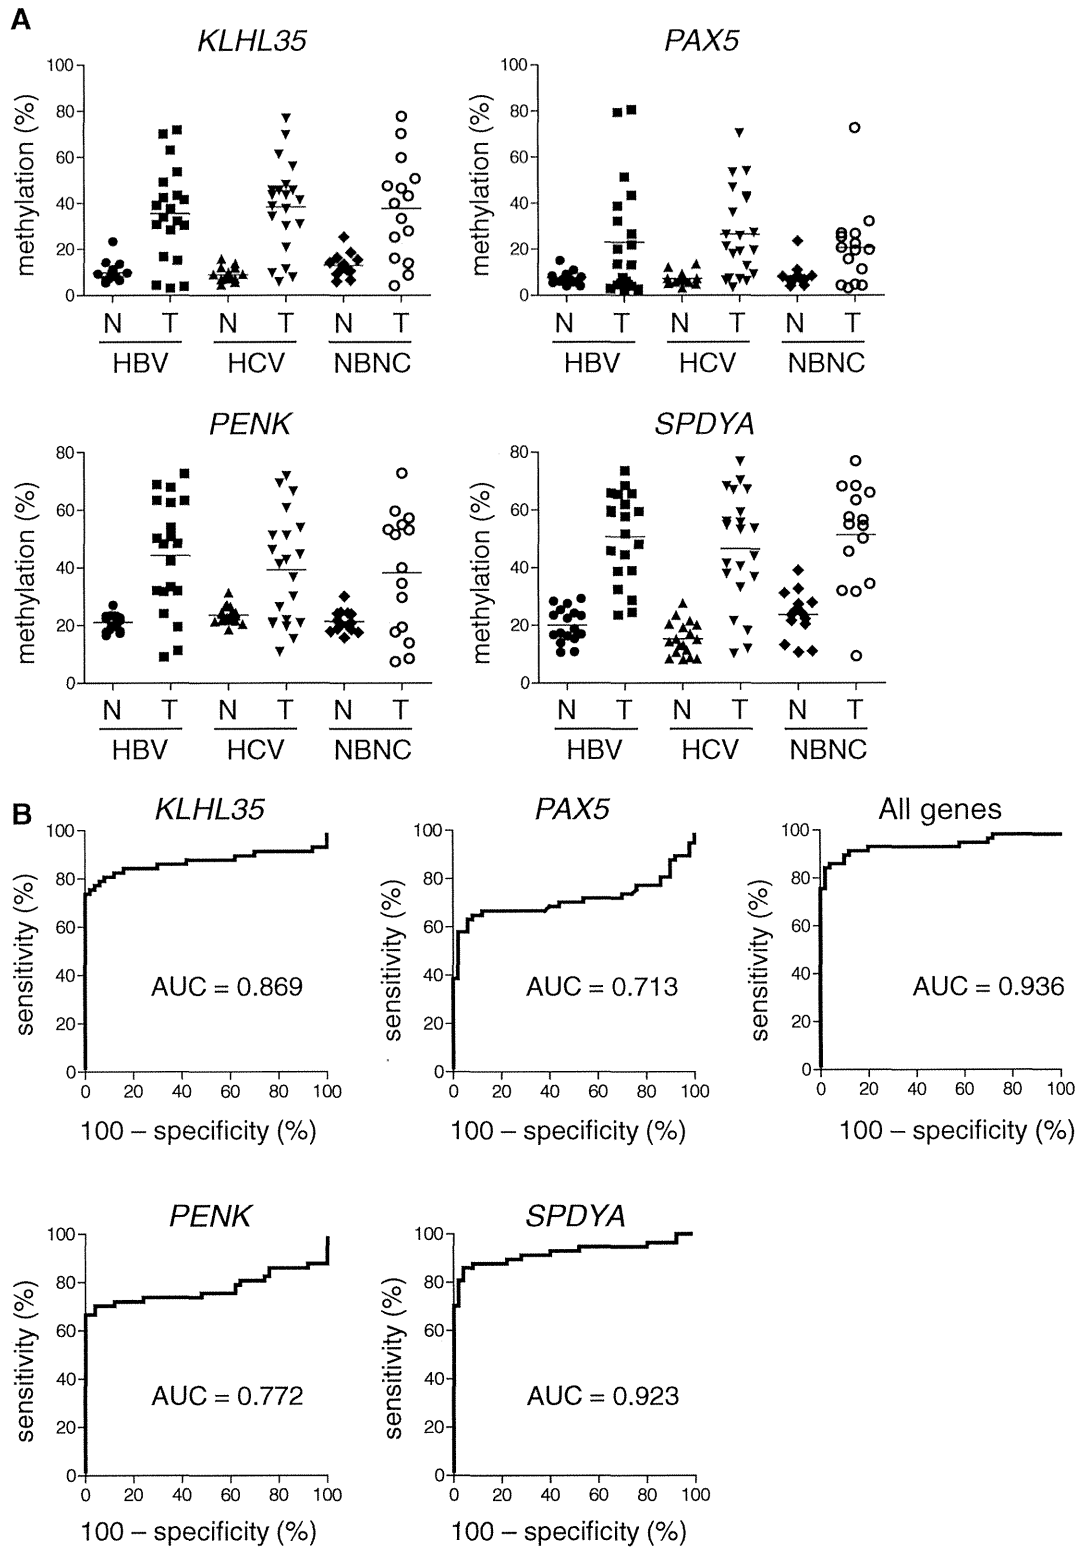 A
KLHL35
PAX5
methylation (%)
100
80
60
40
20
0
N T N T N T
HBV HCV NBNC
methylation (%)
100
80
60
40
20
0
N T N T N T
HBV HCV NBNC
PENK
SPDYA
methylation (%)
80
60
40
20
0
N T N T N T
HBV HCV NBNC
methylation (%)
80
60
40
20
0
N T N T N T
HBV HCV NBNC
B
KLHL35
sensitivity (%)
100
80
60
40
20
0
AUC = 0.869
0 20 40 60 80 100
100 – specificity (%)
PAX5
sensitivity (%)
100
80
60
40
20
0
AUC = 0.713
0 20 40 60 80 100
100 – specificity (%)
All genes
sensitivity (%)
100
80
60
40
20
0
AUC = 0.936
0 20 40 60 80 100
100 – specificity (%)
PENK
sensitivity (%)
100
80
60
40
20
0
AUC = 0.772
0 20 40 60 80 100
100 – specificity (%)
SPDYA
sensitivity (%)
100
80
60
40
20
0
AUC = 0.923
0 20 40 60 80 100
100 – specificity (%)